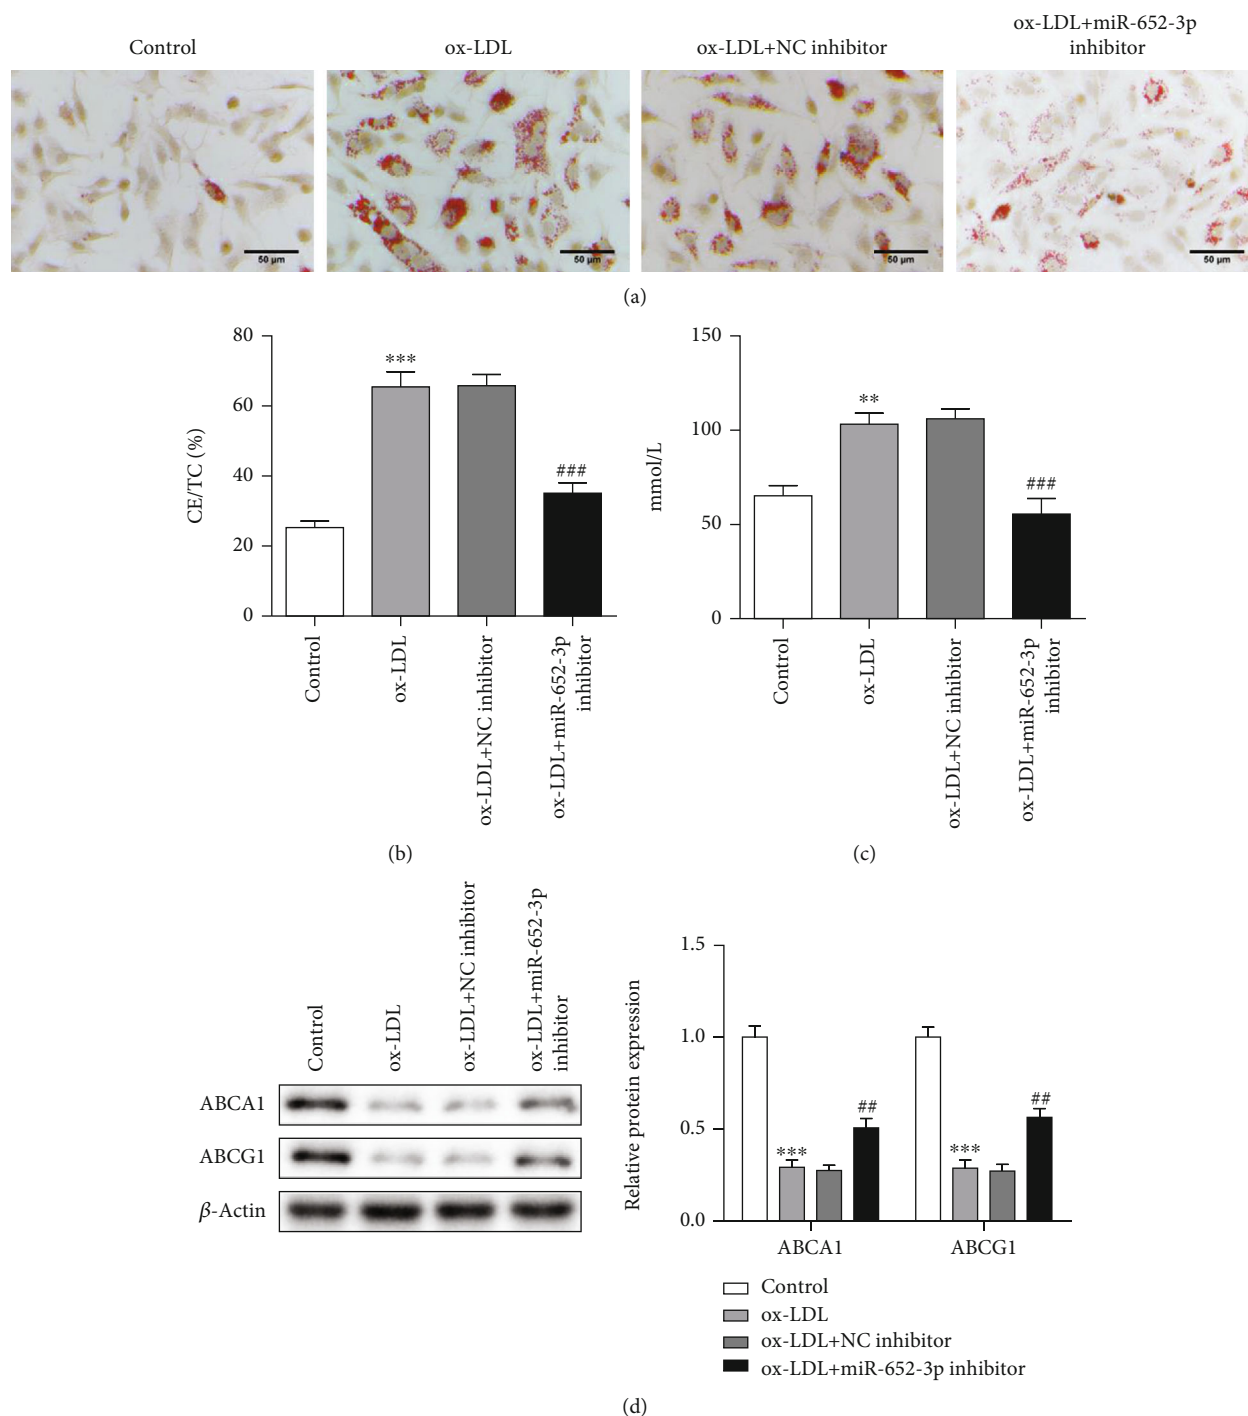 Control
ox-LDL
ox-LDL+NC inhibitor
ox-LDL+miR-652-3p
inhibitor
50 μm
50 μm
50 μm
50 μm
(a)
CE/TC (%)
80
60
40
20
0
***
###
Control
ox-LDL
ox-LDL+NC inhibitor
ox-LDL+miR-652-3p
inhibitor
(b)
mmol/L
150
100
50
0
**
###
Control
ox-LDL
ox-LDL+NC inhibitor
ox-LDL+miR-652-3p
inhibitor
(c)
Control
ox-LDL
ox-LDL+NC inhibitor
ox-LDL+miR-652-3p
inhibitor
ABCA1
ABCG1
β-Actin
Relative protein expression
1.5
1.0
0.5
0.0
***
##
***
##
ABCA1
ABCG1
Control
ox-LDL
ox-LDL+NC inhibitor
ox-LDL+miR-652-3p inhibitor
(d)